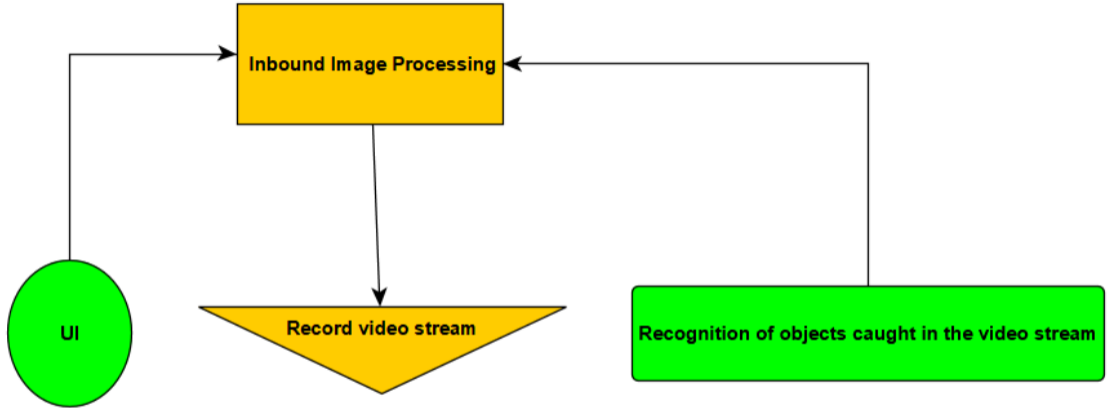 Inbound Image Processing
UI
Record video stream
Recognition of objects caught in the video stream